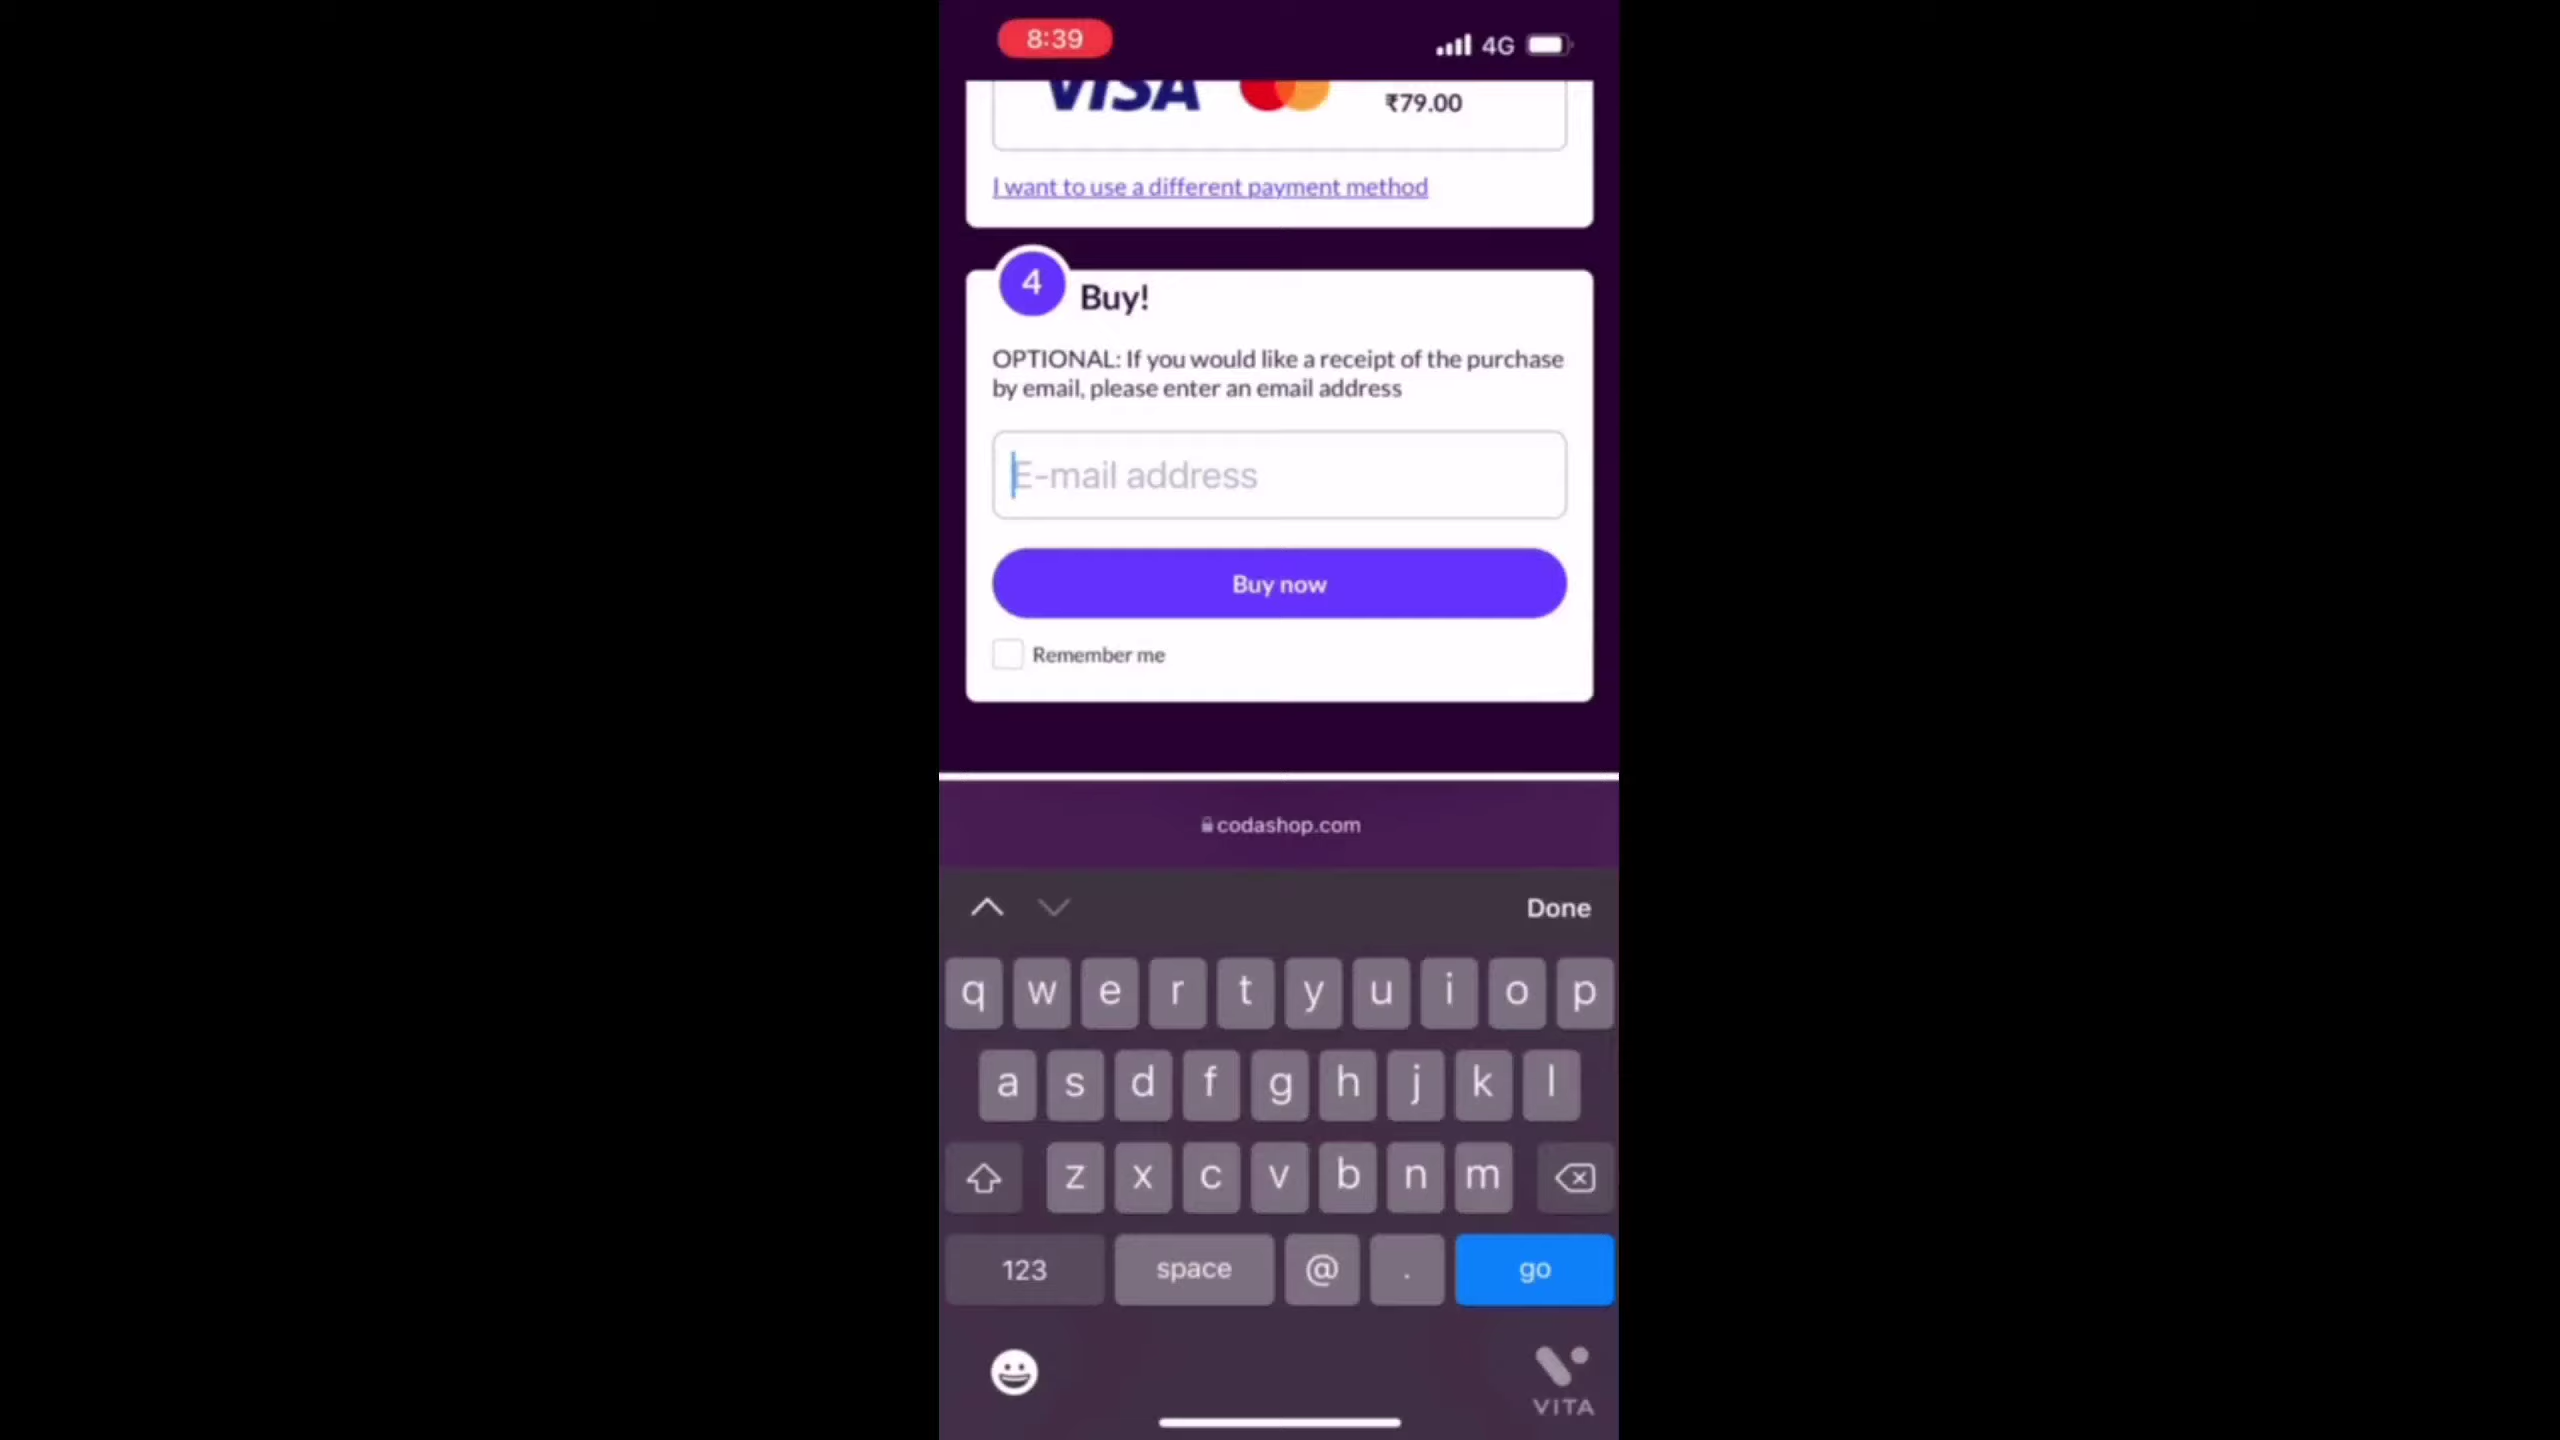 8:39
4G
VISA
₹79.00
I want to use a different payment method
4
Buy!
OPTIONAL: If you would like a receipt of the purchase
by email, please enter an email address
E-mail address
Buy now
Remember me
codashop.com
Done
q w e r t y u i o p
a s d f g h j k l
z x c v b n m
123 space @ . go
VITA